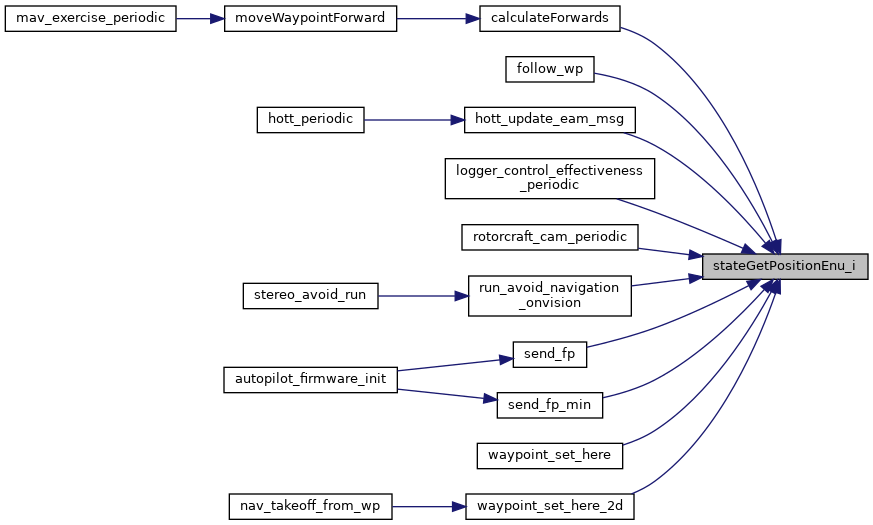 mav_exercise_periodic
moveWaypointForward
calculateForwards
follow_wp
hott_periodic
hott_update_eam_msg
logger_control_effectiveness
_periodic
rotorcraft_cam_periodic
stateGetPositionEnu_i
stereo_avoid_run
run_avoid_navigation
_onvision
send_fp
autopilot_firmware_init
send_fp_min
waypoint_set_here
nav_takeoff_from_wp
waypoint_set_here_2d